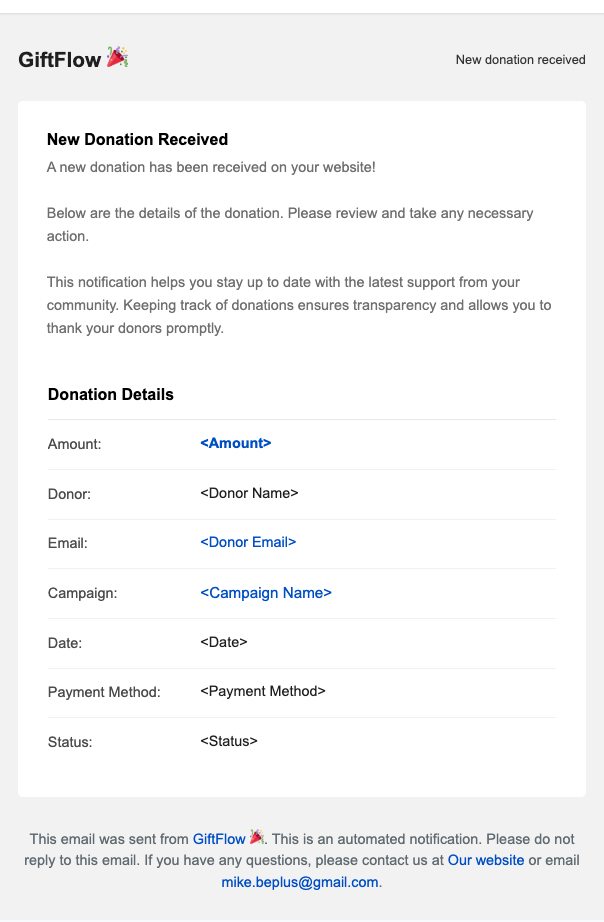 GiftFlow 🎉
New donation received
New Donation Received
A new donation has been received on your website!
Below are the details of the donation. Please review and take any necessary
action.
This notification helps you stay up to date with the latest support from your
community. Keeping track of donations ensures transparency and allows you to
thank your donors promptly.
Donation Details
Amount: <Amount>
Donor: <Donor Name>
Email: <Donor Email>
Campaign: <Campaign Name>
Date: <Date>
Payment Method: <Payment Method>
Status: <Status>
This email was sent from GiftFlow 🎉. This is an automated notification. Please do not
reply to this email. If you have any questions, please contact us at Our website or email
mike.beplus@gmail.com.